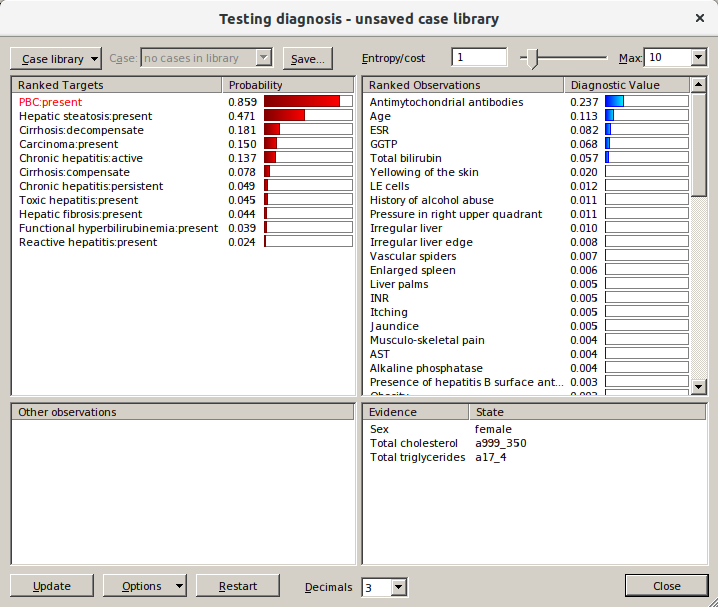 Testing diagnosis - unsaved case library
Case library Case: no cases in library Save... Entropy/cost 1 Max: 10
Ranked Targets Probability
PBC:present 0.859
Hepatic steatosis:present 0.471
Cirrhosis:decompensate 0.181
Carcinoma:present 0.150
Chronic hepatitis:active 0.137
Cirrhosis:compensate 0.078
Chronic hepatitis:persistent 0.049
Toxic hepatitis:present 0.045
Hepatic fibrosis:present 0.044
Functional hyperbilirubinemia:present 0.039
Reactive hepatitis:present 0.024
Ranked Observations Diagnostic Value
Antimytochondrial antibodies 0.237
Age 0.113
ESR 0.082
GGTP 0.068
Total bilirubin 0.057
Yellowing of the skin 0.020
LE cells 0.012
History of alcohol abuse 0.011
Pressure in right upper quadrant 0.011
Irregular liver 0.010
Irregular liver edge 0.008
Vascular spiders 0.007
Enlarged spleen 0.006
Liver palms 0.005
INR 0.005
Itching 0.005
Jaundice 0.005
Musculo-skeletal pain 0.004
AST 0.004
Alkaline phosphatase 0.004
Presence of hepatitis B surface ant... 0.003
Other observations
Evidence State
Sex female
Total cholesterol a999_350
Total triglycerides a17_4
Update Options Restart Decimals 3 Close